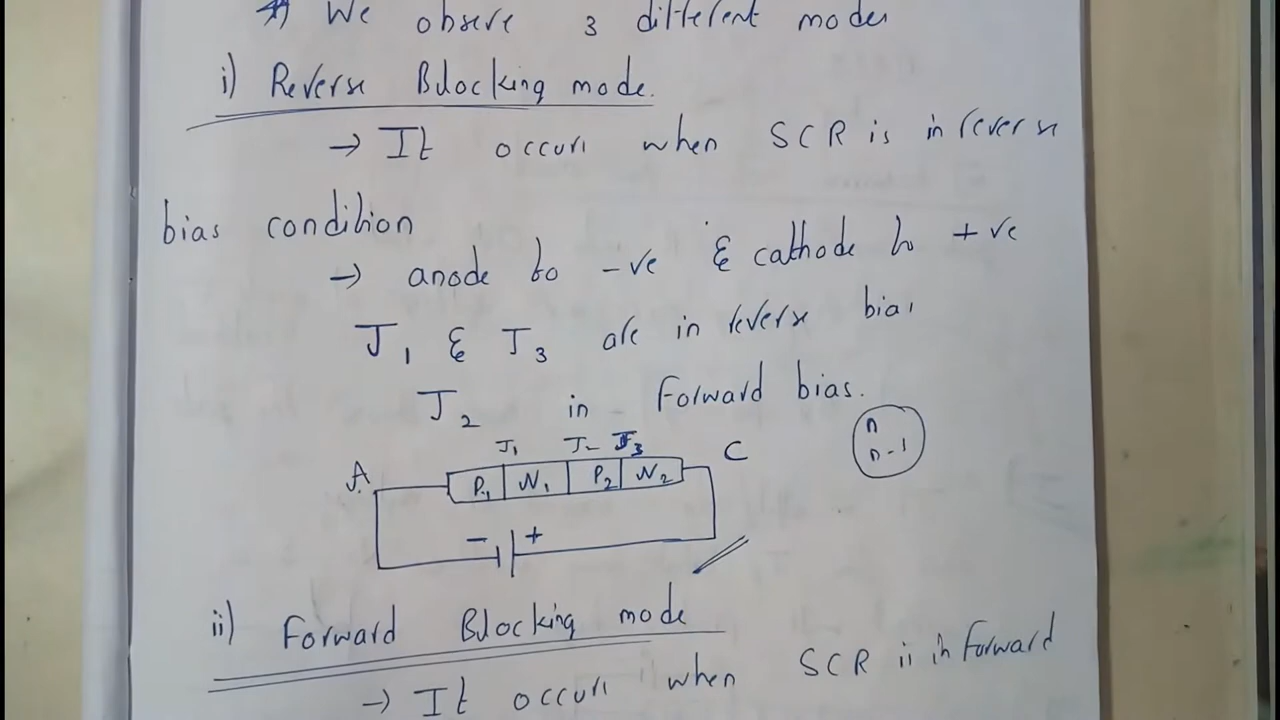 *) We observe 3 different modes
i) Reverse Blocking mode.
→ It occurs when SCR is in reverse
bias condition
→ anode to -ve & cathode to +ve
J1 & J3 are in reverse bias
J2 in Forward bias.
n
n-1
J1 J2 J3
A P1 N1 P2 N2 C
- +
ii) Forward Blocking mode
→ It occurs when SCR is in forward